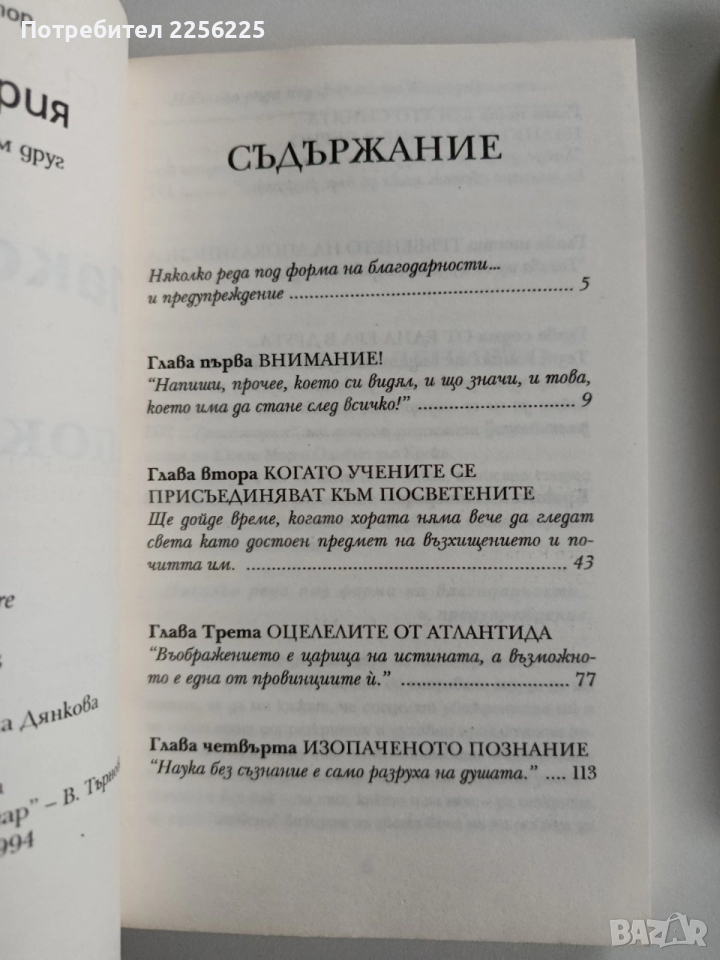 Потребител 2256225
м друг
СЪДЪРЖАНИЕ
Няколко реда под форма на благодарности...
и предупреждение ........................................................ 5
Глава първа ВНИМАНИЕ!
“Напиши, прочее, което си видял, и що значи, и това,
което има да стане след всичко!” ................................ 9
Глава втора КОГАТО УЧЕНИТЕ СЕ
ПРИСЪЕДИНЯВАТ КЪМ ПОСВЕТЕНИТЕ
Ще дойде време, когато хората няма вече да гледат
света като достоен предмет на възхищението и по-
читта им. ................................................................ 43
Глава Трета ОЦЕЛЕЛИТЕ ОТ АТЛАНТИДА
“Въображението е царица на истината, а възможно-
то е една от провинциите ѝ.” .................................. 77
Глава четвърта ИЗОПАЧЕНОТО ПОЗНАНИЕ
“Наука без съзнание е само разруха на душата.” .... 113
а Дянкова
ар” – В. Търнов
994
BAZAR